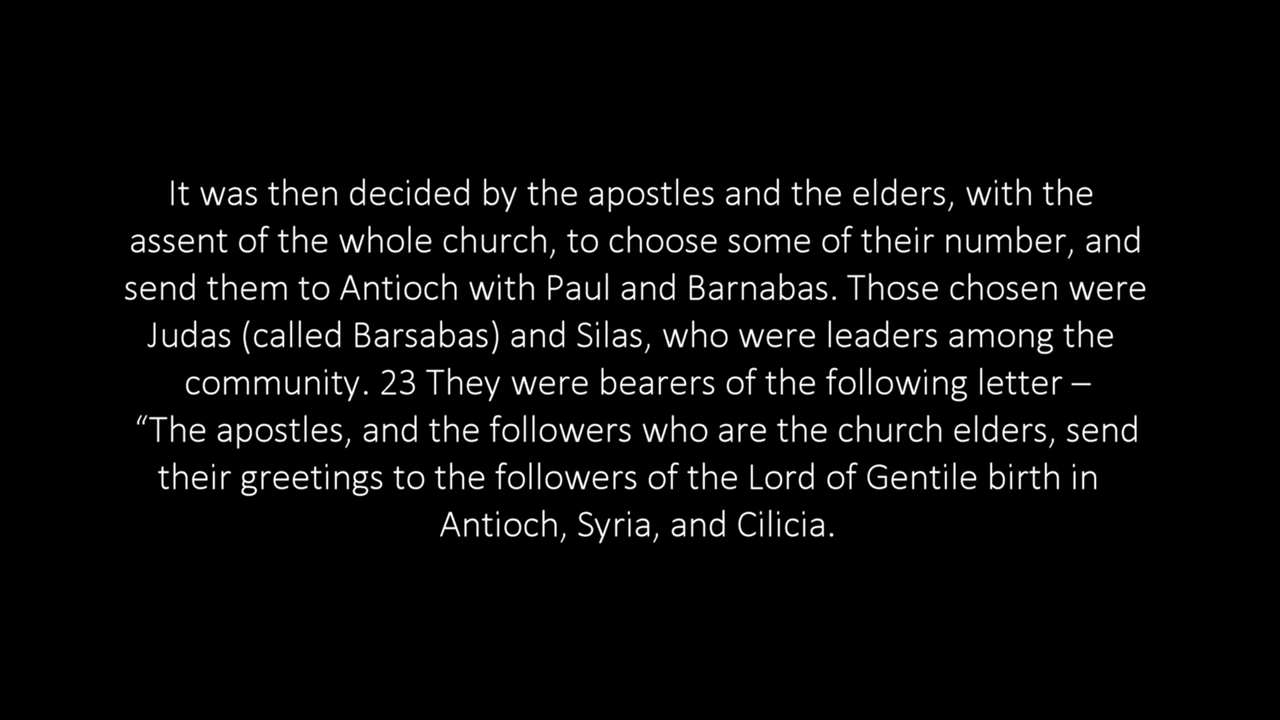 It was then decided by the apostles and the elders, with the
assent of the whole church, to choose some of their number, and
send them to Antioch with Paul and Barnabas. Those chosen were
Judas (called Barsabas) and Silas, who were leaders among the
community. 23 They were bearers of the following letter –
“The apostles, and the followers who are the church elders, send
their greetings to the followers of the Lord of Gentile birth in
Antioch, Syria, and Cilicia.